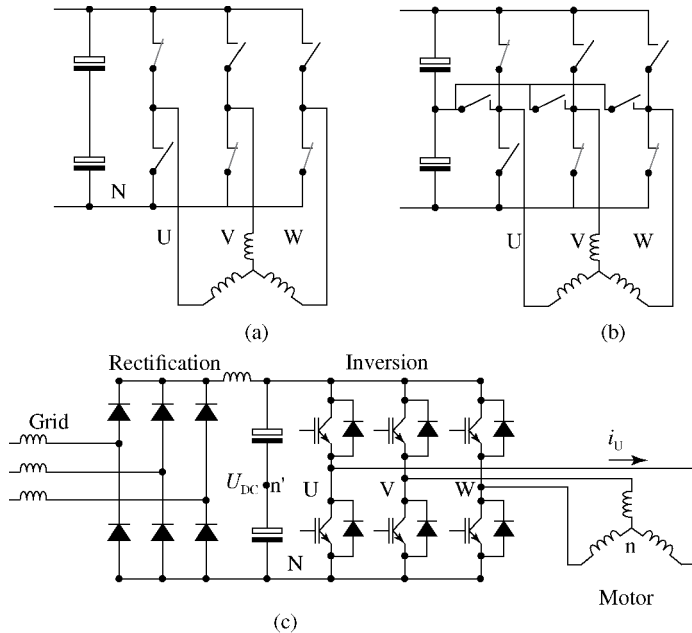 N
U V W
(a)
U V W
(b)
Rectification
Inversion
Grid
i_U
U_DC n'
U V W
N
n
Motor
(c)